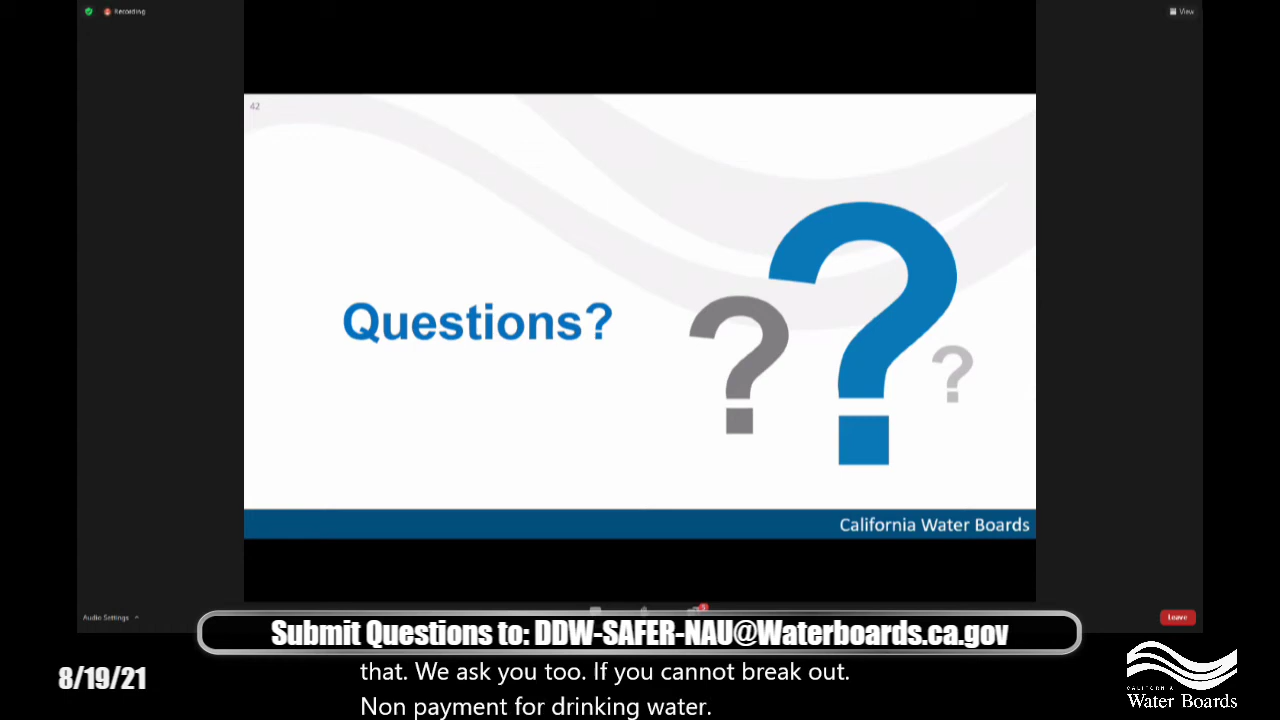 Recording
View
42
Questions?
? ? ?
California Water Boards
Audio Settings
3
Leave
Submit Questions to: DDW-SAFER-NAU@Waterboards.ca.gov
8/19/21
that. We ask you too. If you cannot break out.
Non payment for drinking water.
CALIFORNIA
Water Boards